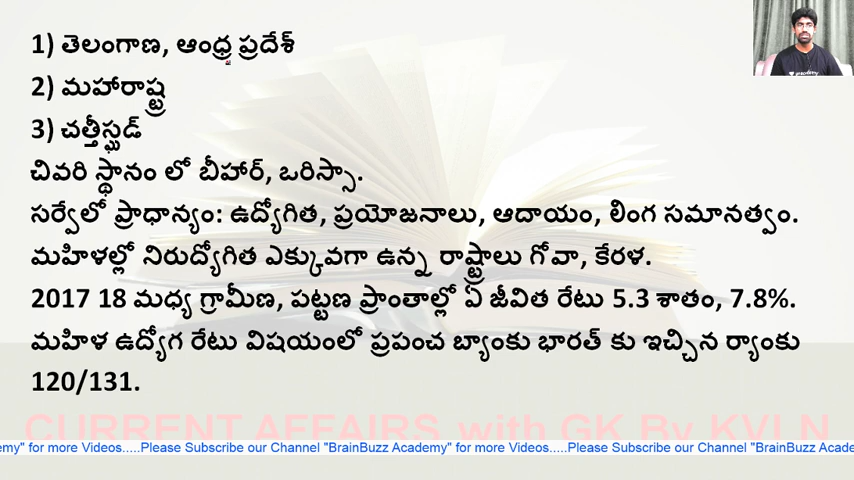 1) తెలంగాణ, ఆంధ్ర ప్రదేశ్
2) మహారాష్ట్ర
3) చత్తీస్ఘడ్
చివరి స్థానం లో బీహార్, ఒరిస్సా.
సర్వేలో ప్రాధాన్యం: ఉద్యోగిత, ప్రయోజనాలు, ఆదాయం, లింగ సమానత్వం.
మహిళల్లో నిరుద్యోగిత ఎక్కువగా ఉన్న రాష్ట్రాలు గోవా, కేరళ.
2017 18 మధ్య గ్రామీణ, పట్టణ ప్రాంతాల్లో ఏ జీవిత రేటు 5.3 శాతం, 7.8%.
మహిళ ఉద్యోగ రేటు విషయంలో ప్రపంచ బ్యాంకు భారత్ కు ఇచ్చిన ర్యాంకు
120/131.
CURRENT AFFAIRS with GK By KVLN
emy" for more Videos.....Please Subscribe our Channel "BrainBuzz Academy" for more Videos.....Please Subscribe our Channel "BrainBuzz Acade